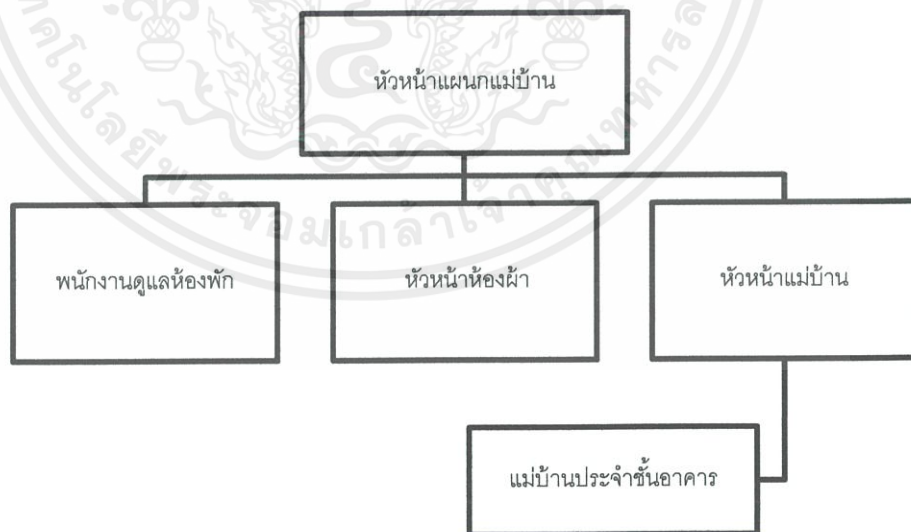 หัวหน้าแผนกแม่บ้าน
พนักงานดูแลห้องพัก
หัวหน้าห้องผ้า
หัวหน้าแม่บ้าน
แม่บ้านประจำชั้นอาคาร